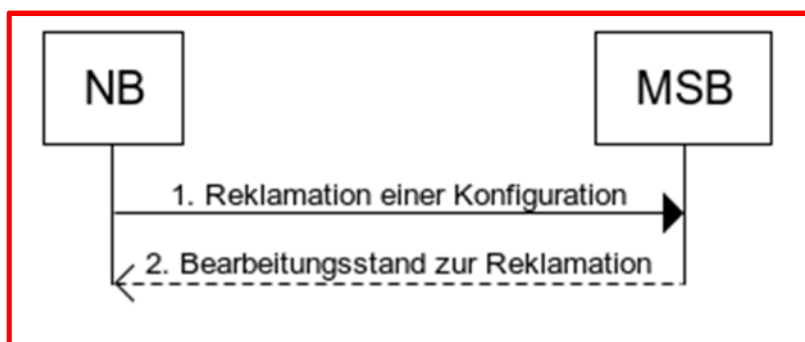 NB
MSB
1. Reklamation einer Konfiguration
2. Bearbeitungsstand zur Reklamation